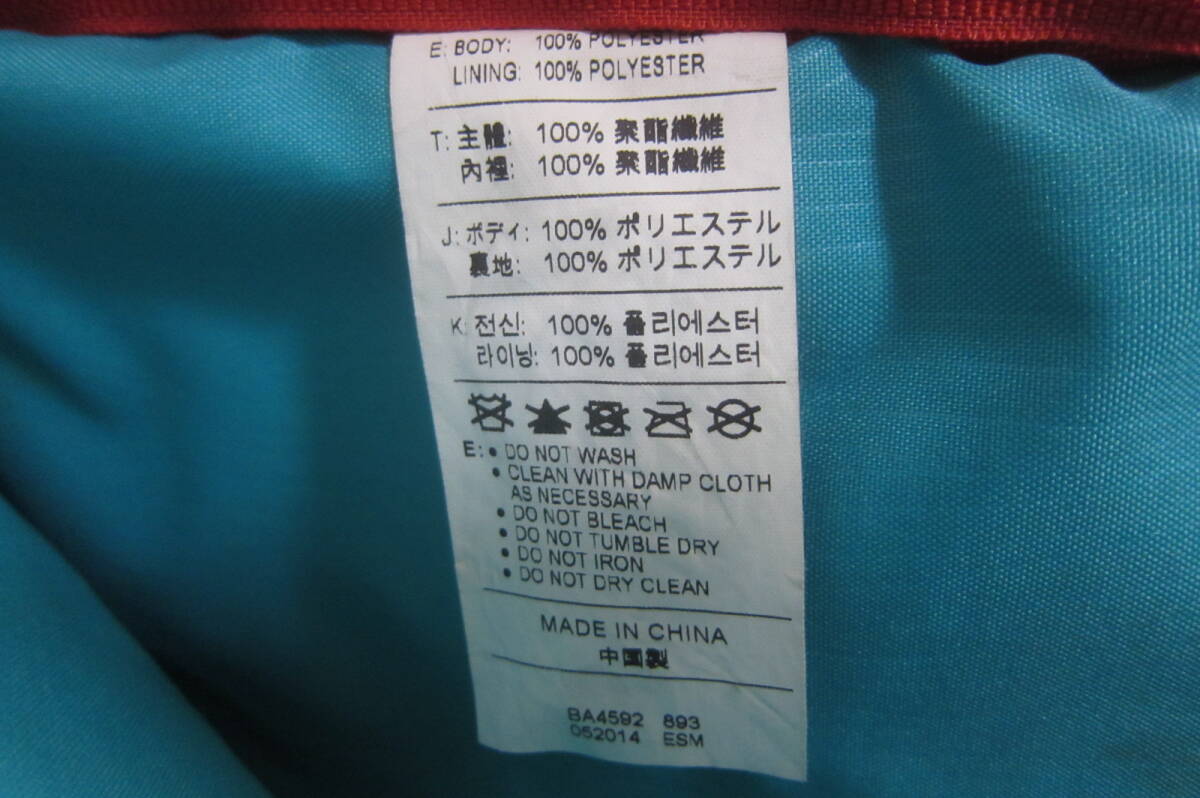 E: BODY: 100% POLYESTER
LINING: 100% POLYESTER
T: 主體: 100% 聚酯纖維
內裡: 100% 聚酯纖維
J: ボディ: 100% ポリエステル
裏地: 100% ポリエステル
K: 전신: 100% 폴리에스터
라이닝: 100% 폴리에스터
E: • DO NOT WASH
• CLEAN WITH DAMP CLOTH
AS NECESSARY
• DO NOT BLEACH
• DO NOT TUMBLE DRY
• DO NOT IRON
• DO NOT DRY CLEAN
MADE IN CHINA
中国製
BA4592 893
052014 ESM